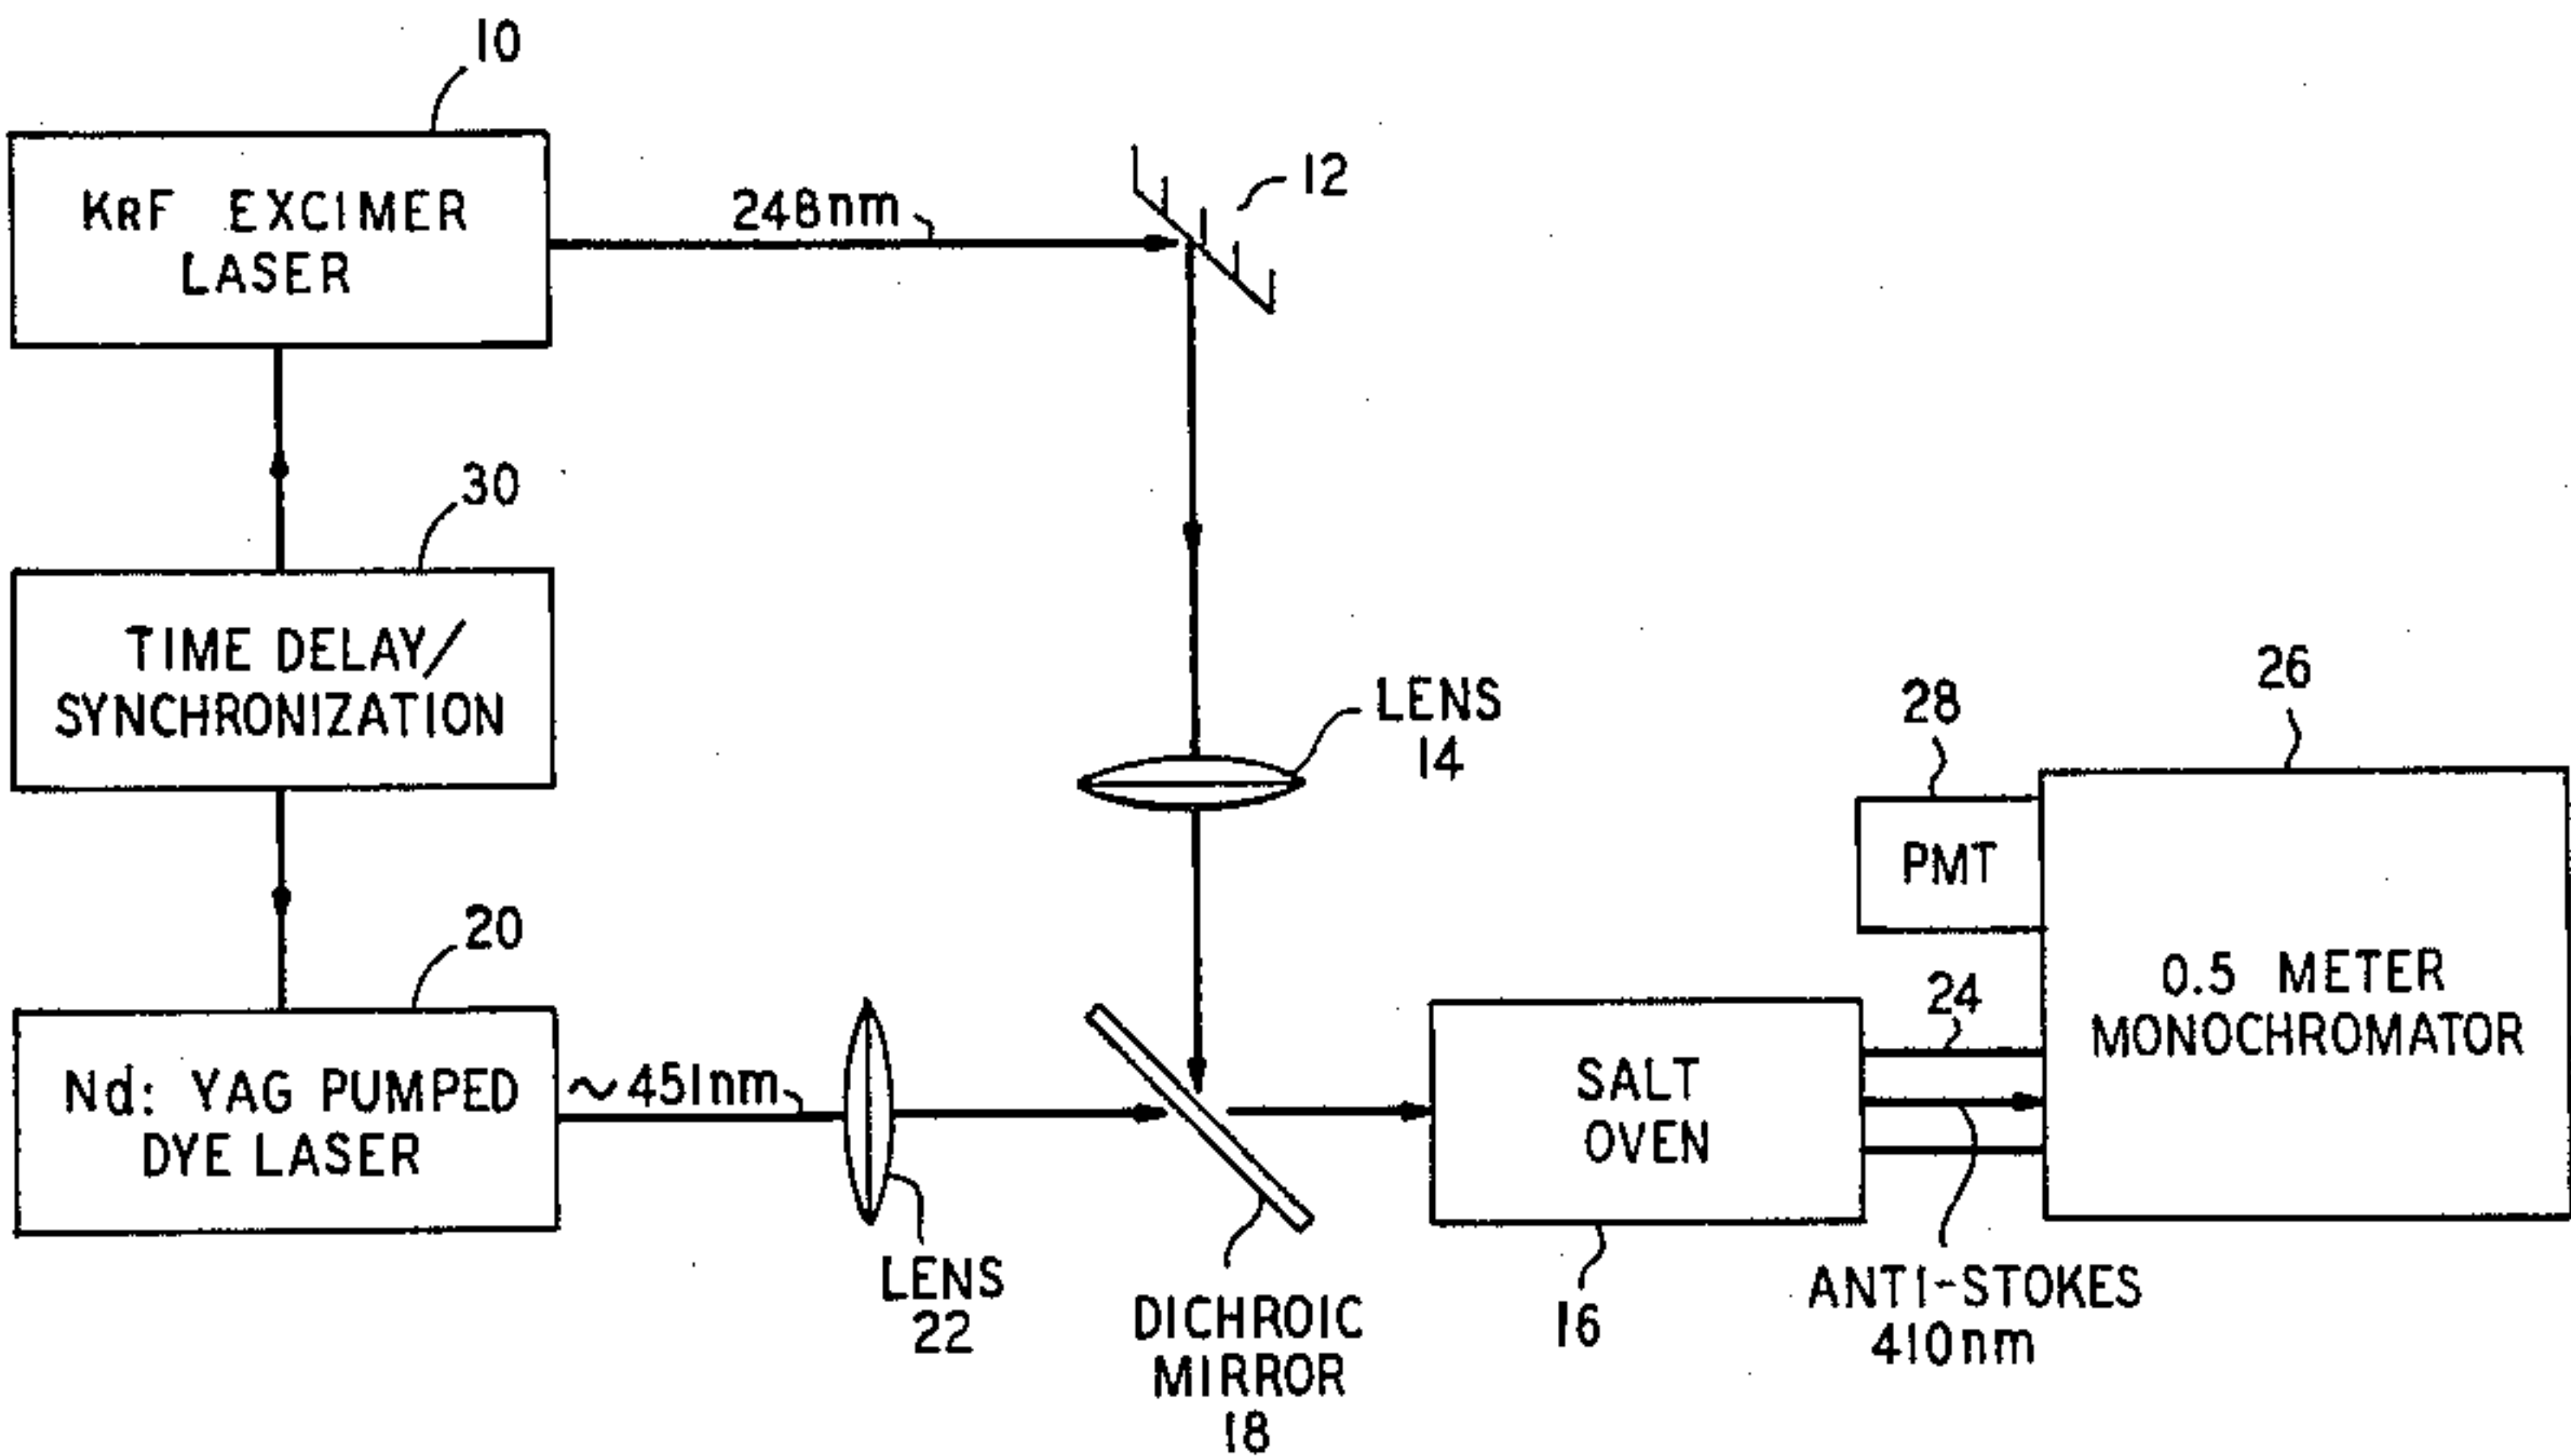 10
KRF EXCIMER
LASER
248nm
12
30
TIME DELAY/
SYNCHRONIZATION
LENS
14
28
26
PMT
20
Nd: YAG PUMPED
DYE LASER
~451nm
LENS
22
DICHROIC
MIRROR
18
SALT
OVEN
16
24
0.5 METER
MONOCHROMATOR
ANTI-STOKES
410nm